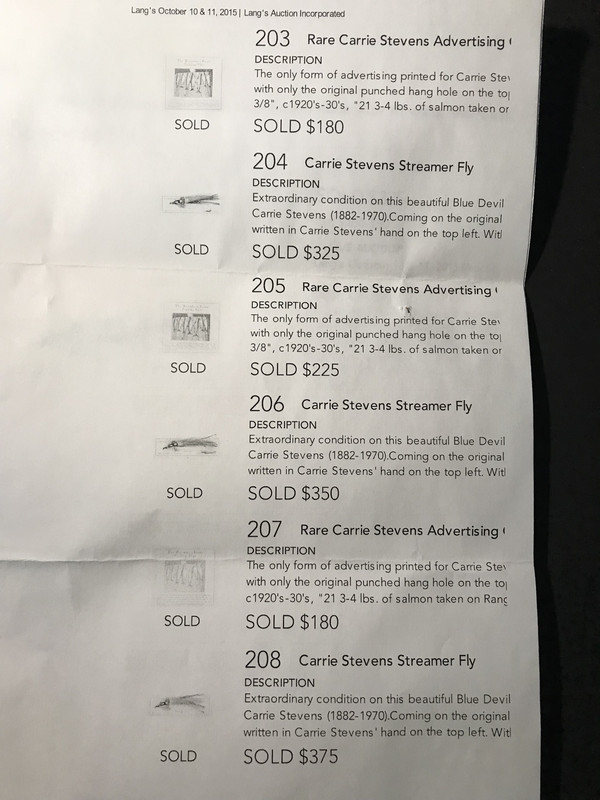 Lang's October 10 & 11, 2015 | Lang's Auction Incorporated
203 Rare Carrie Stevens Advertising
DESCRIPTION
The only form of advertising printed for Carrie Stev
with only the original punched hang hole on the top
3/8", c1920's-30's, "21 3-4 lbs. of salmon taken or
SOLD SOLD $180
204 Carrie Stevens Streamer Fly
DESCRIPTION
Extraordinary condition on this beautiful Blue Devil
Carrie Stevens (1882-1970).Coming on the original
written in Carrie Stevens' hand on the top left. Witl
SOLD SOLD $325
205 Rare Carrie Stevens Advertising
DESCRIPTION
The only form of advertising printed for Carrie Stev
with only the original punched hang hole on the top
3/8", c1920's-30's, "21 3-4 lbs. of salmon taken or
SOLD SOLD $225
206 Carrie Stevens Streamer Fly
DESCRIPTION
Extraordinary condition on this beautiful Blue Devil
Carrie Stevens (1882-1970).Coming on the original
written in Carrie Stevens' hand on the top left. Witl
SOLD SOLD $350
207 Rare Carrie Stevens Advertising
DESCRIPTION
The only form of advertising printed for Carrie Stev
with only the original punched hang hole on the top
c1920's-30's, "21 3-4 lbs. of salmon taken on Rang
SOLD SOLD $180
208 Carrie Stevens Streamer Fly
DESCRIPTION
Extraordinary condition on this beautiful Blue Devil
Carrie Stevens (1882-1970).Coming on the original
written in Carrie Stevens' hand on the top left. Witl
SOLD SOLD $375